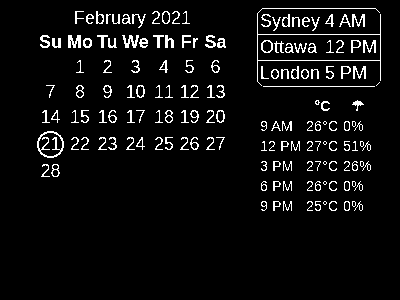 February 2021
Su Mo Tu We Th Fr Sa
1 2 3 4 5 6
7 8 9 10 11 12 13
14 15 16 17 18 19 20
21 22 23 24 25 26 27
28
Sydney 4 AM
Ottawa 12 PM
London 5 PM
°C ☂
9 AM 26°C 0%
12 PM 27°C 51%
3 PM 27°C 26%
6 PM 26°C 0%
9 PM 25°C 0%